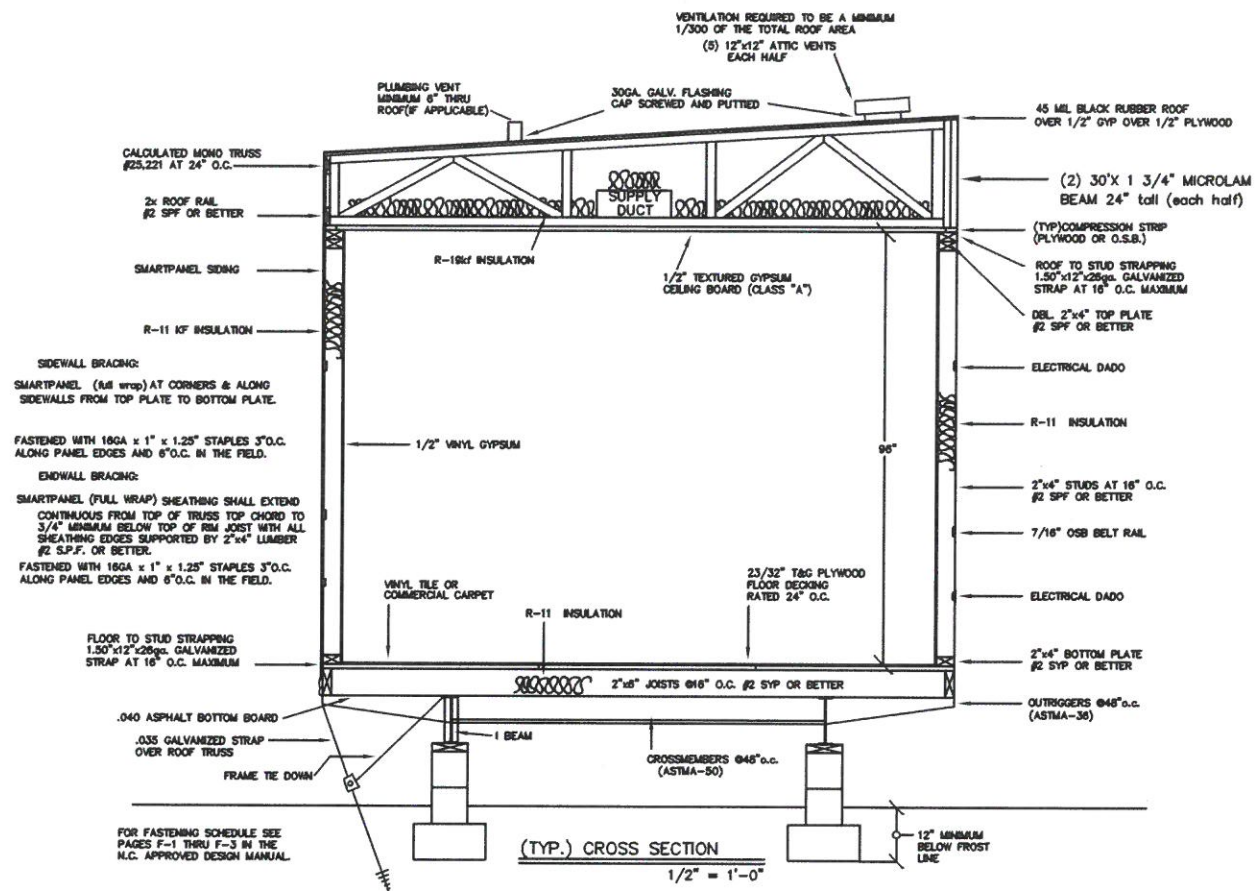 VENTILATION REQUIRED TO BE A MINIMUM
1/300 OF THE TOTAL ROOF AREA
(5) 12"x12" ATTIC VENTS
EACH HALF
PLUMBING VENT
MINIMUM 6" THRU
ROOF(IF APPLICABLE)
30GA. GALV. FLASHING
CAP SCREWED AND PUTTIED
45 MIL BLACK RUBBER ROOF
OVER 1/2" GYP OVER 1/2" PLYWOOD
CALCULATED MONO TRUSS
#25,221 AT 24" O.C.
2x ROOF RAIL
#2 SPF OR BETTER
SUPPLY
DUCT
(2) 30'X 1 3/4" MICROLAM
BEAM 24" tall (each half)
(TYP)COMPRESSION STRIP
(PLYWOOD OR O.S.B.)
SMARTPANEL SIDING
R-19kf INSULATION
1/2" TEXTURED GYPSUM
CEILING BOARD (CLASS "A")
ROOF TO STUD STRAPPING
1.50"x12"x26ga. GALVANIZED
STRAP AT 16" O.C. MAXIMUM
R-11 KF INSULATION
DBL. 2"x4" TOP PLATE
#2 SPF OR BETTER
SIDEWALL BRACING:
SMARTPANEL (full wrap) AT CORNERS & ALONG
SIDEWALLS FROM TOP PLATE TO BOTTOM PLATE.
ELECTRICAL DADO
R-11 INSULATION
FASTENED WITH 16GA x 1" x 1.25" STAPLES 3"O.C.
ALONG PANEL EDGES AND 6"O.C. IN THE FIELD.
1/2" VINYL GYPSUM
96"
ENDWALL BRACING:
SMARTPANEL (FULL WRAP) SHEATHING SHALL EXTEND
CONTINUOUS FROM TOP OF TRUSS TOP CHORD TO
3/4" MINIMUM BELOW TOP OF RIM JOIST WITH ALL
SHEATHING EDGES SUPPORTED BY 2"x4" LUMBER
#2 S.P.F. OR BETTER.
FASTENED WITH 16GA x 1" x 1.25" STAPLES 3"O.C.
ALONG PANEL EDGES AND 6"O.C. IN THE FIELD.
2"x4" STUDS AT 16" O.C.
#2 SPF OR BETTER
7/16" OSB BELT RAIL
VINYL TILE OR
COMMERCIAL CARPET
R-11 INSULATION
23/32" T&G PLYWOOD
FLOOR DECKING
RATED 24" O.C.
ELECTRICAL DADO
FLOOR TO STUD STRAPPING
1.50"x12"x26ga. GALVANIZED
STRAP AT 16" O.C. MAXIMUM
2"x4" BOTTOM PLATE
#2 SYP OR BETTER
2"x6" JOISTS @16" O.C. #2 SYP OR BETTER
.040 ASPHALT BOTTOM BOARD
OUTRIGGERS @48"o.c.
(ASTMA-36)
.035 GALVANIZED STRAP
OVER ROOF TRUSS
I BEAM
CROSSMEMBERS @48"o.c.
(ASTMA-50)
FRAME TIE DOWN
FOR FASTENING SCHEDULE SEE
PAGES F-1 THRU F-3 IN THE
N.C. APPROVED DESIGN MANUAL.
(TYP.) CROSS SECTION
1/2" = 1'-0"
12" MINIMUM
BELOW FROST
LINE